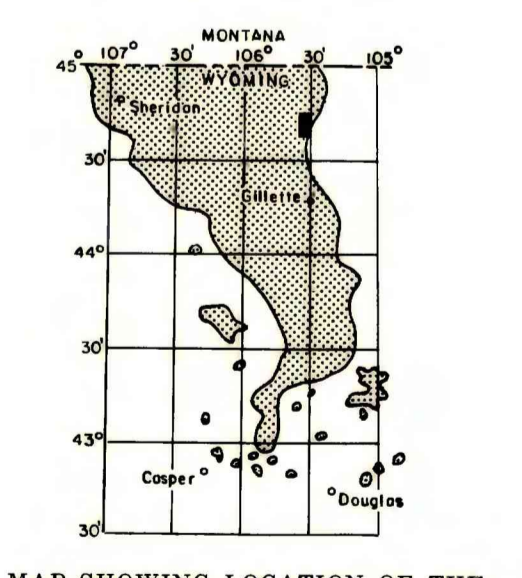 MONTANA
45° 107° 30' 106° 30' 105°
WYOMING
Sheridan
30'
Gillette
44°
30'
43°
Casper
Douglas
30'
MAP SHOWING LOCATION OF THE